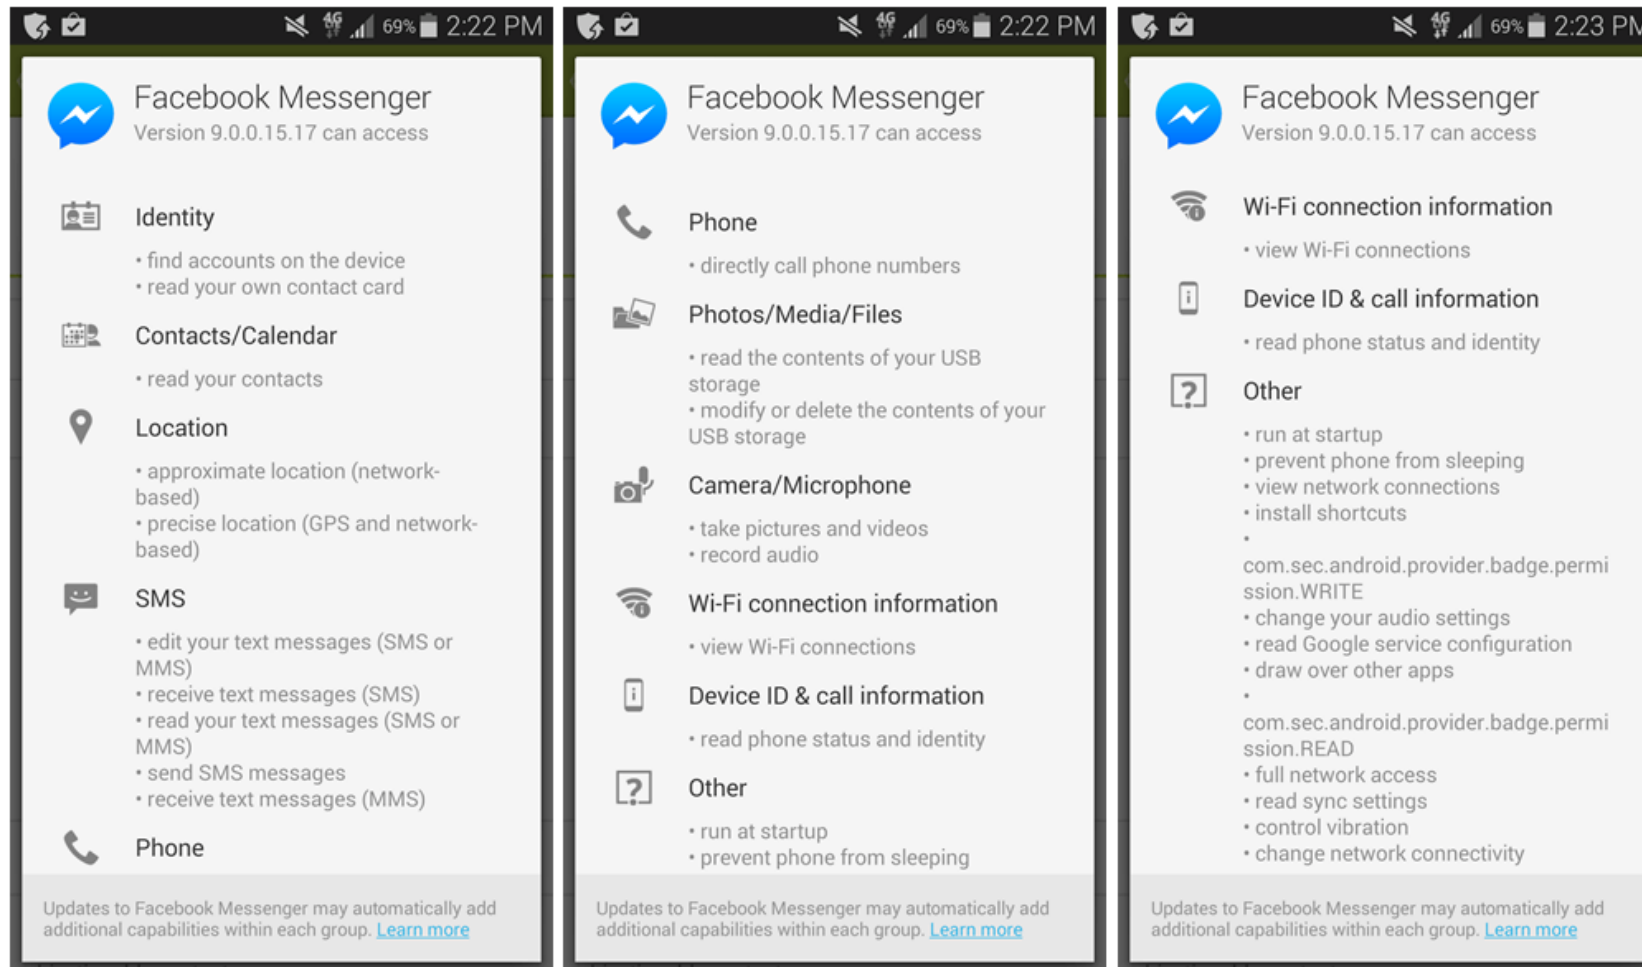 4G 69% 2:22 PM
Facebook Messenger
Version 9.0.0.15.17 can access
Identity
• find accounts on the device
• read your own contact card
Contacts/Calendar
• read your contacts
Location
• approximate location (network-
based)
• precise location (GPS and network-
based)
SMS
• edit your text messages (SMS or
MMS)
• receive text messages (SMS)
• read your text messages (SMS or
MMS)
• send SMS messages
• receive text messages (MMS)
Phone
Updates to Facebook Messenger may automatically add
additional capabilities within each group. Learn more
4G 69% 2:22 PM
Facebook Messenger
Version 9.0.0.15.17 can access
Phone
• directly call phone numbers
Photos/Media/Files
• read the contents of your USB
storage
• modify or delete the contents of your
USB storage
Camera/Microphone
• take pictures and videos
• record audio
Wi-Fi connection information
• view Wi-Fi connections
Device ID & call information
• read phone status and identity
Other
• run at startup
• prevent phone from sleeping
Updates to Facebook Messenger may automatically add
additional capabilities within each group. Learn more
4G 69% 2:23 PM
Facebook Messenger
Version 9.0.0.15.17 can access
Wi-Fi connection information
• view Wi-Fi connections
Device ID & call information
• read phone status and identity
Other
• run at startup
• prevent phone from sleeping
• view network connections
• install shortcuts
•
com.sec.android.provider.badge.permi
ssion.WRITE
• change your audio settings
• read Google service configuration
• draw over other apps
•
com.sec.android.provider.badge.permi
ssion.READ
• full network access
• read sync settings
• control vibration
• change network connectivity
Updates to Facebook Messenger may automatically add
additional capabilities within each group. Learn more